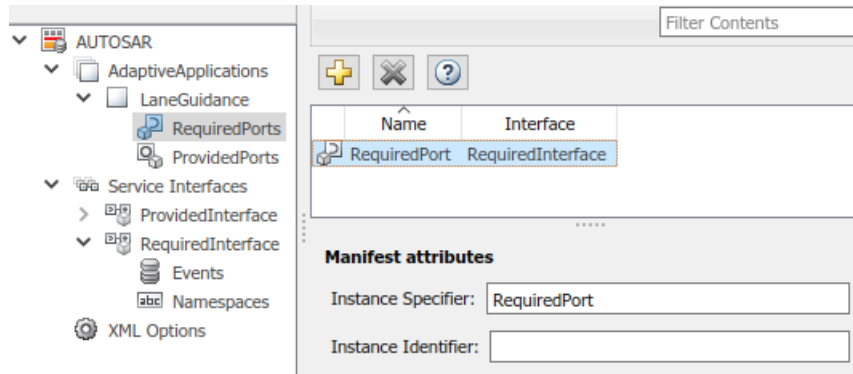 Filter Contents
AUTOSAR
AdaptiveApplications
LaneGuidance
RequiredPorts
ProvidedPorts
Service Interfaces
ProvidedInterface
RequiredInterface
Events
abc Namespaces
XML Options
Name Interface
RequiredPort RequiredInterface
Manifest attributes
Instance Specifier: RequiredPort
Instance Identifier: